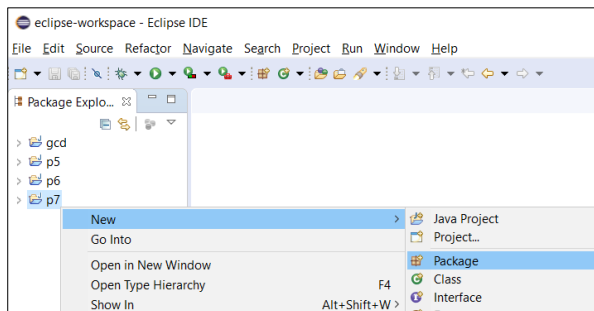 eclipse-workspace - Eclipse IDE
File Edit Source Refactor Navigate Search Project Run Window Help
Package Explo...
gcd
p5
p6
p7
New
Go Into
Open in New Window
Open Type Hierarchy F4
Show In Alt+Shift+W >
Java Project
Project...
Package
Class
Interface